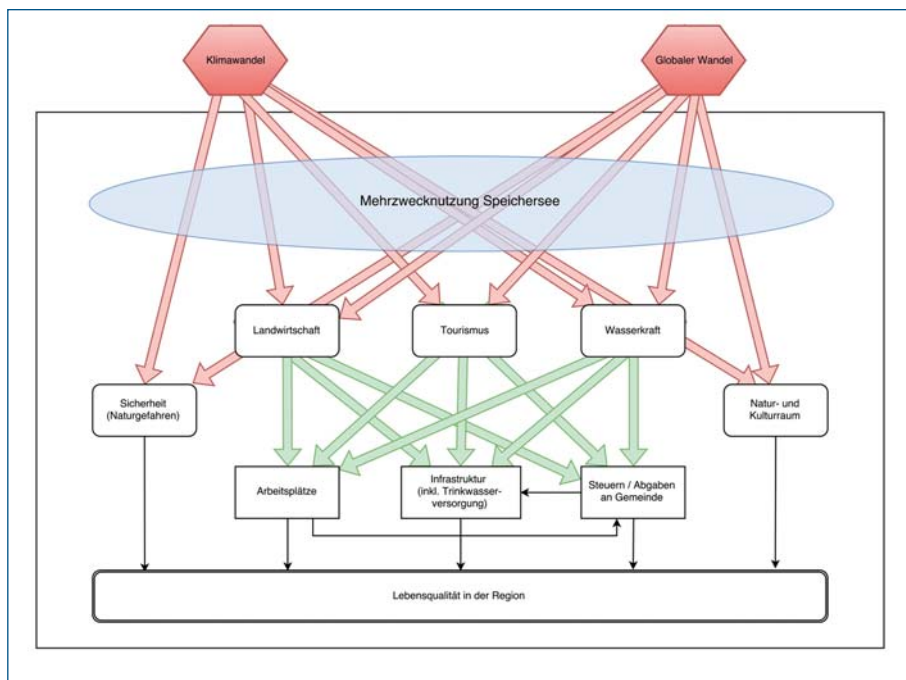 Klimawandel
Globaler Wandel
Mehrzwecknutzung Speichersee
Landwirtschaft
Tourismus
Wasserkraft
Sicherheit
(Naturgefahren)
Natur- und
Kulturraum
Arbeitsplätze
Infrastruktur
(inkl. Trinkwasser-
versorgung)
Steuern / Abgaben
an Gemeinde
Lebensqualität in der Region